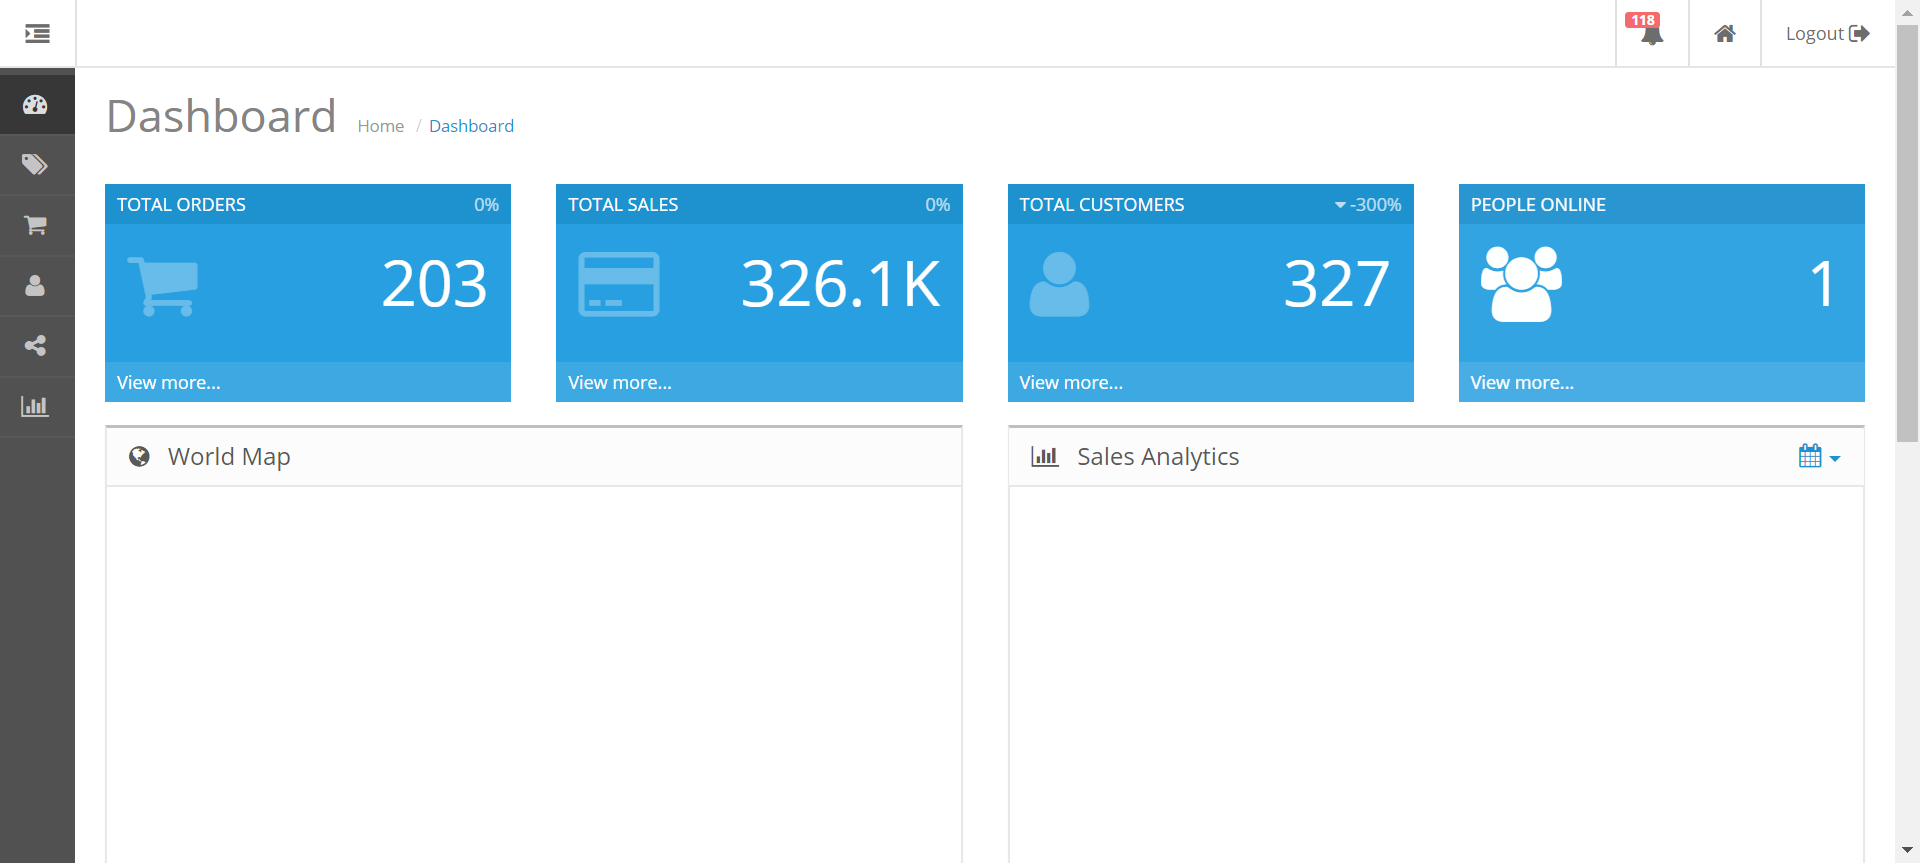 118
Logout
Dashboard
Home / Dashboard
TOTAL ORDERS 0%
203
View more...
TOTAL SALES 0%
326.1K
View more...
TOTAL CUSTOMERS -300%
327
View more...
PEOPLE ONLINE
1
View more...
World Map
Sales Analytics